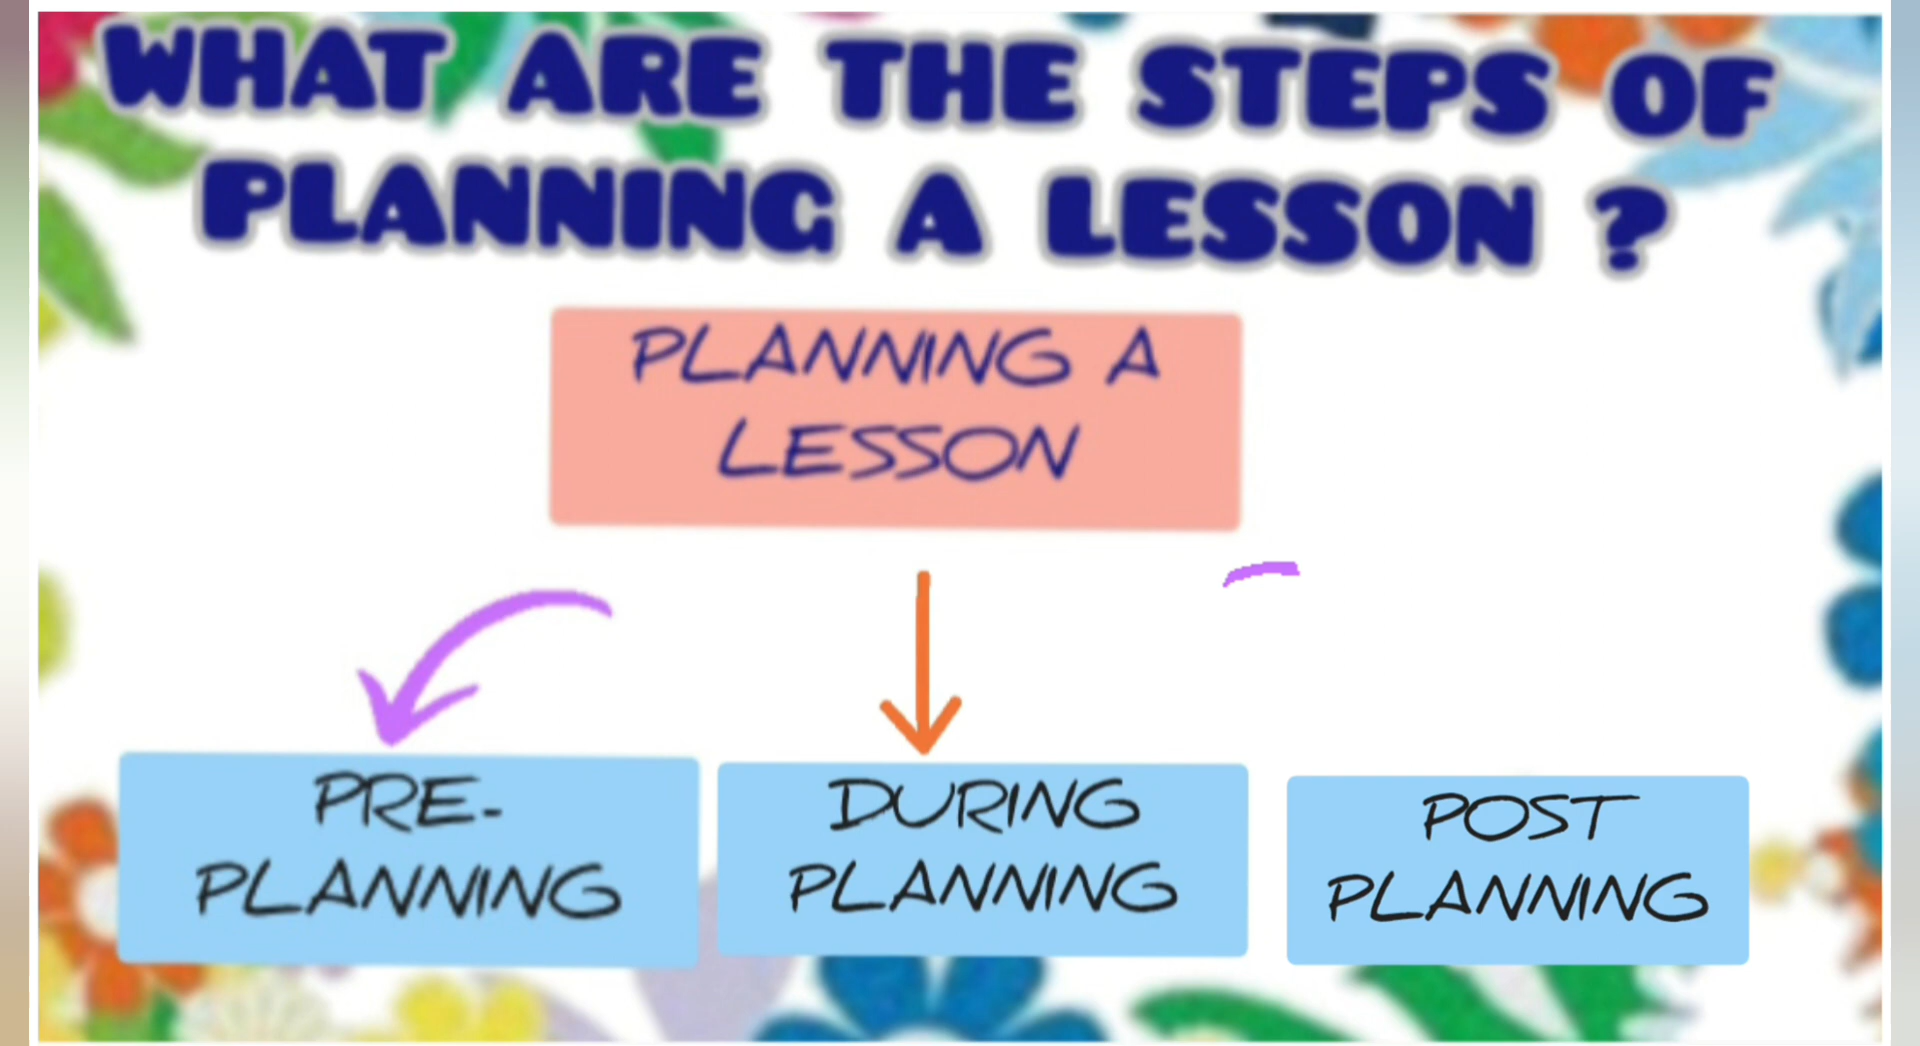 WHAT ARE THE STEPS OF
PLANNING A LESSON ?
PLANNING A
LESSON
PRE-
PLANNING
DURING
PLANNING
POST
PLANNING